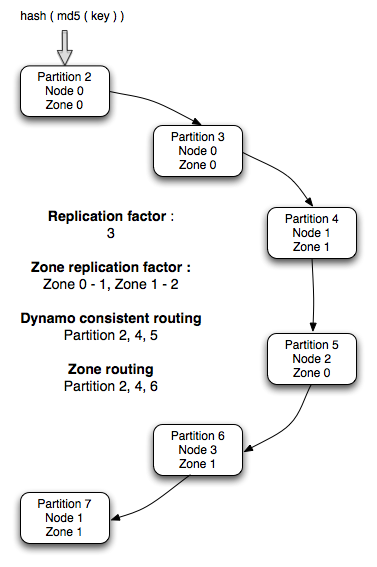 hash ( md5 ( key ) )
Partition 2
Node 0
Zone 0
Partition 3
Node 0
Zone 0
Partition 4
Node 1
Zone 1
Replication factor :
3
Zone replication factor :
Zone 0 - 1, Zone 1 - 2
Dynamo consistent routing
Partition 2, 4, 5
Zone routing
Partition 2, 4, 6
Partition 5
Node 2
Zone 0
Partition 6
Node 3
Zone 1
Partition 7
Node 1
Zone 1